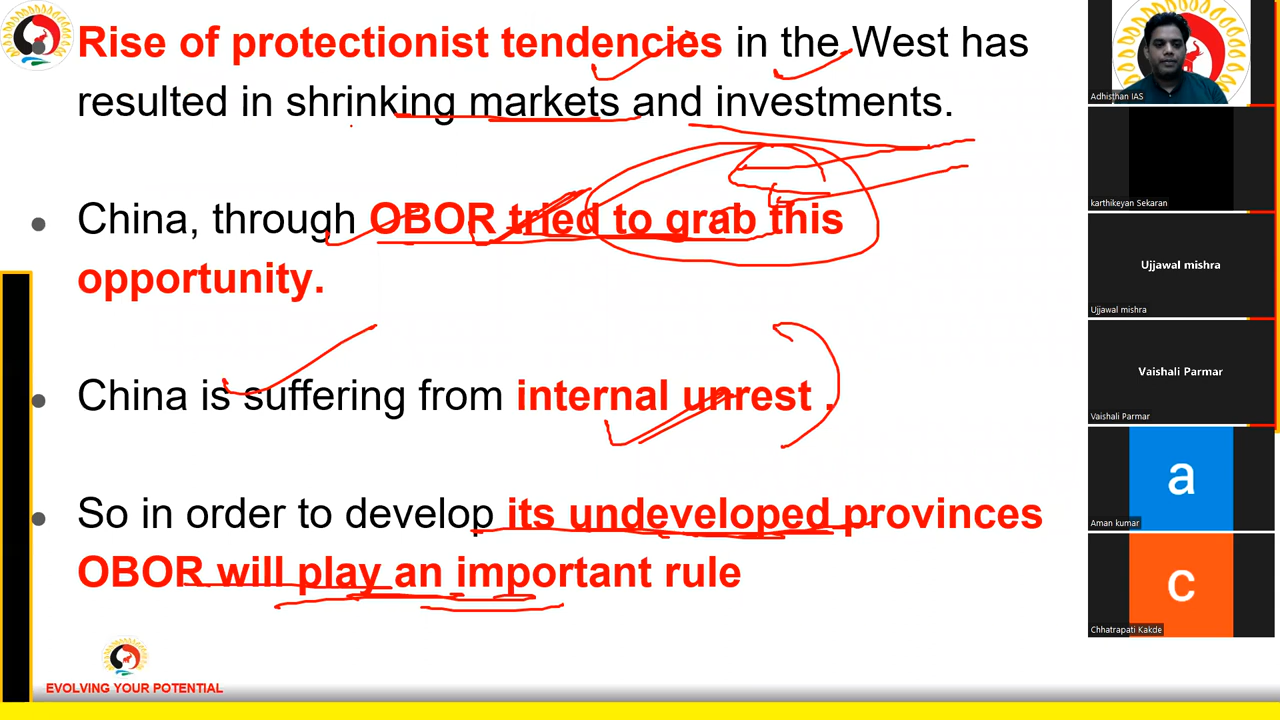 Rise of protectionist tendencies in the West has
resulted in shrinking markets and investments.
China, through OBOR tried to grab this
opportunity.
China is suffering from internal unrest .
So in order to develop its undeveloped provinces
OBOR will play an important rule
EVOLVING YOUR POTENTIAL
Adhisthan IAS
karthikeyan Sekaran
Ujjawal mishra
Ujjawal mishra
Vaishali Parmar
Vaishali Parmar
a
Aman kumar
c
Chhatrapati Kakde